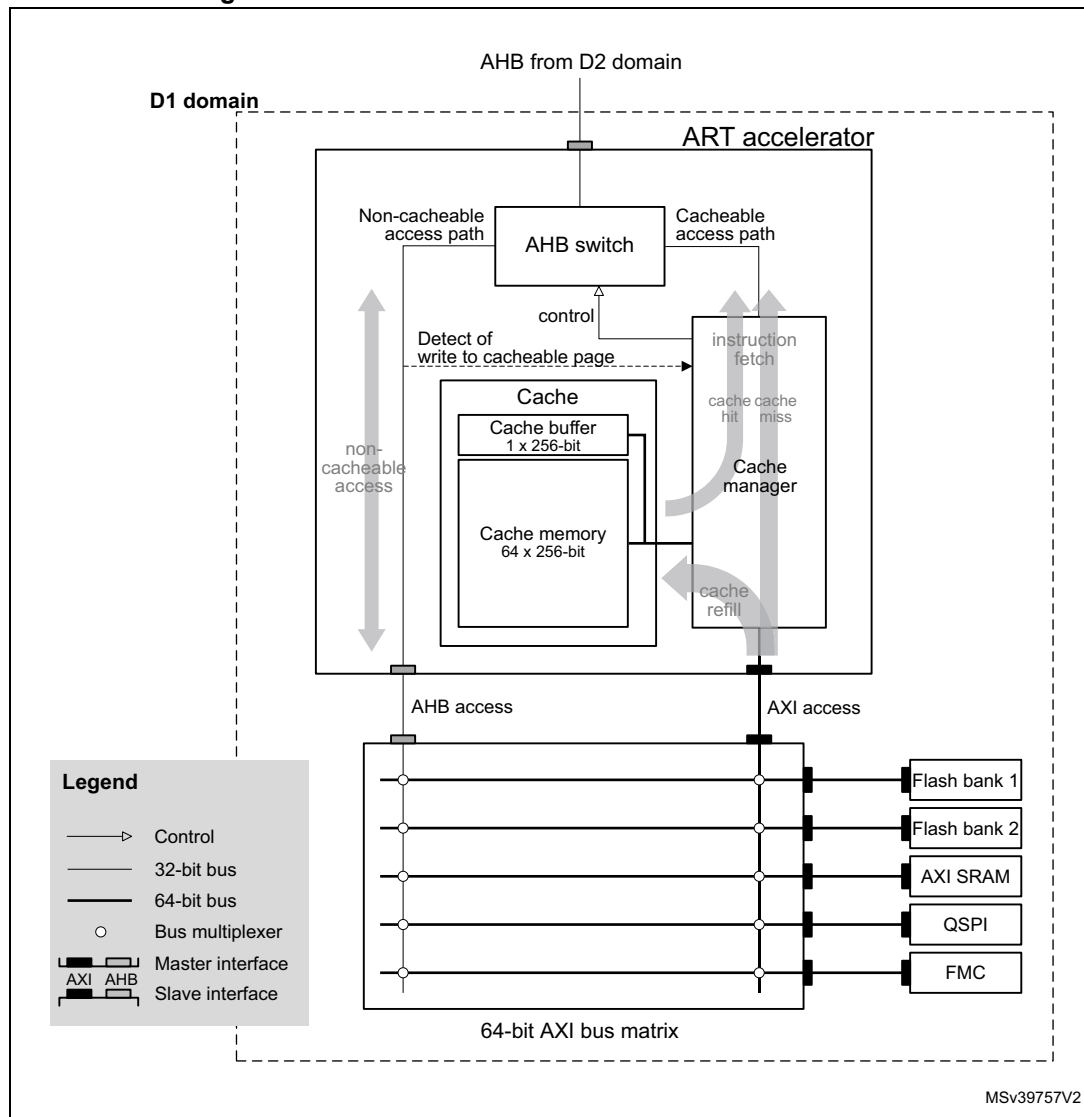 AHB from D2 domain
D1 domain
ART accelerator
Non-cacheable
access path
Cacheable
access path
AHB switch
control
Detect of
write to cacheable page
instruction
fetch
cache
hit
cache
miss
Cache
Cache buffer
1 x 256-bit
non-
cacheable
access
Cache
manager
Cache memory
64 x 256-bit
cache
refill
AHB access
AXI access
Flash bank 1
Flash bank 2
AXI SRAM
QSPI
FMC
64-bit AXI bus matrix
Legend
Control
32-bit bus
64-bit bus
Bus multiplexer
Master interface
AXI AHB
Slave interface
MSv39757V2